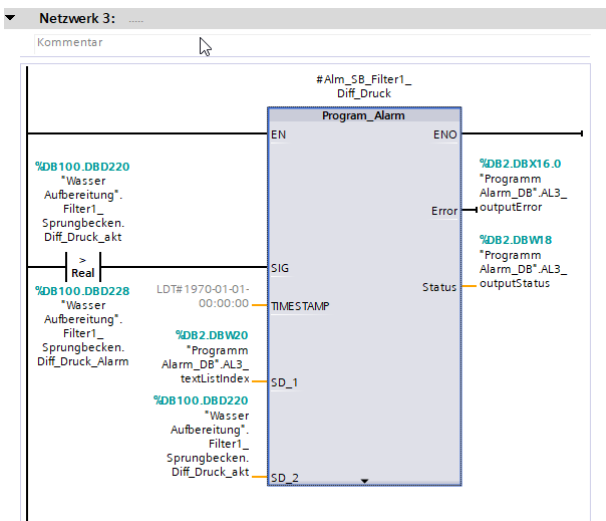 Netzwerk 3: .....
Kommentar
#Alm_SB_Filter1_
Diff_Druck
Program_Alarm
EN
ENO
%DB100.DBD220
"Wasser
Aufbereitung".
Filter1_
Sprungbecken.
Diff_Druck_akt
>
Real
%DB100.DBD228
"Wasser
Aufbereitung".
Filter1_
Sprungbecken.
Diff_Druck_Alarm
SIG
LDT#1970-01-01-
00:00:00
TIMESTAMP
%DB2.DBW20
"Programm
Alarm_DB".AL3_
textListIndex
SD_1
%DB100.DBD220
"Wasser
Aufbereitung".
Filter1_
Sprungbecken.
Diff_Druck_akt
SD_2
%DB2.DBX16.0
"Programm
Alarm_DB".AL3_
outputError
Error
%DB2.DBW18
"Programm
Alarm_DB".AL3_
outputStatus
Status